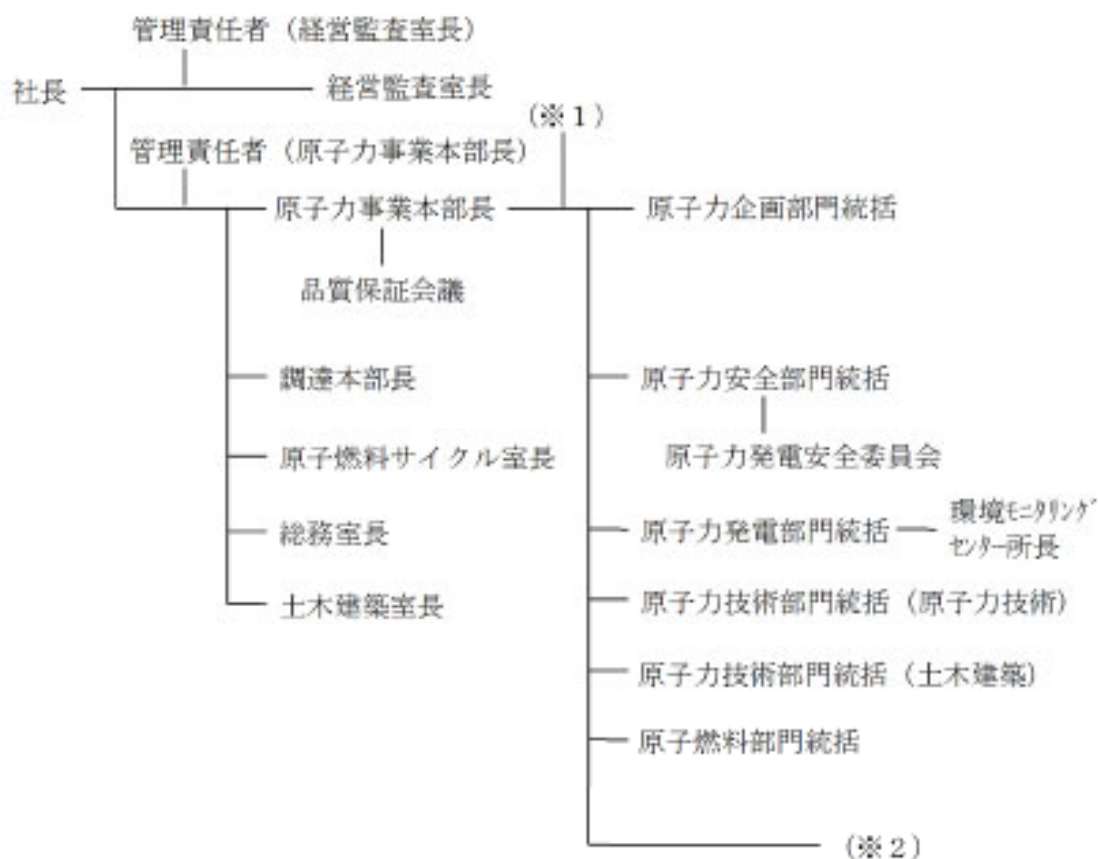 管理責任者（経営監査室長）
社長
経営監査室長
（※１）
管理責任者（原子力事業本部長）
原子力事業本部長
原子力企画部門統括
品質保証会議
調達本部長
原子力安全部門統括
原子燃料サイクル室長
原子力発電安全委員会
総務室長
原子力発電部門統括
環境ﾓﾆﾀﾘﾝｸﾞ
ｾﾝﾀｰ所長
土木建築室長
原子力技術部門統括（原子力技術）
原子力技術部門統括（土木建築）
原子燃料部門統括
（※２）